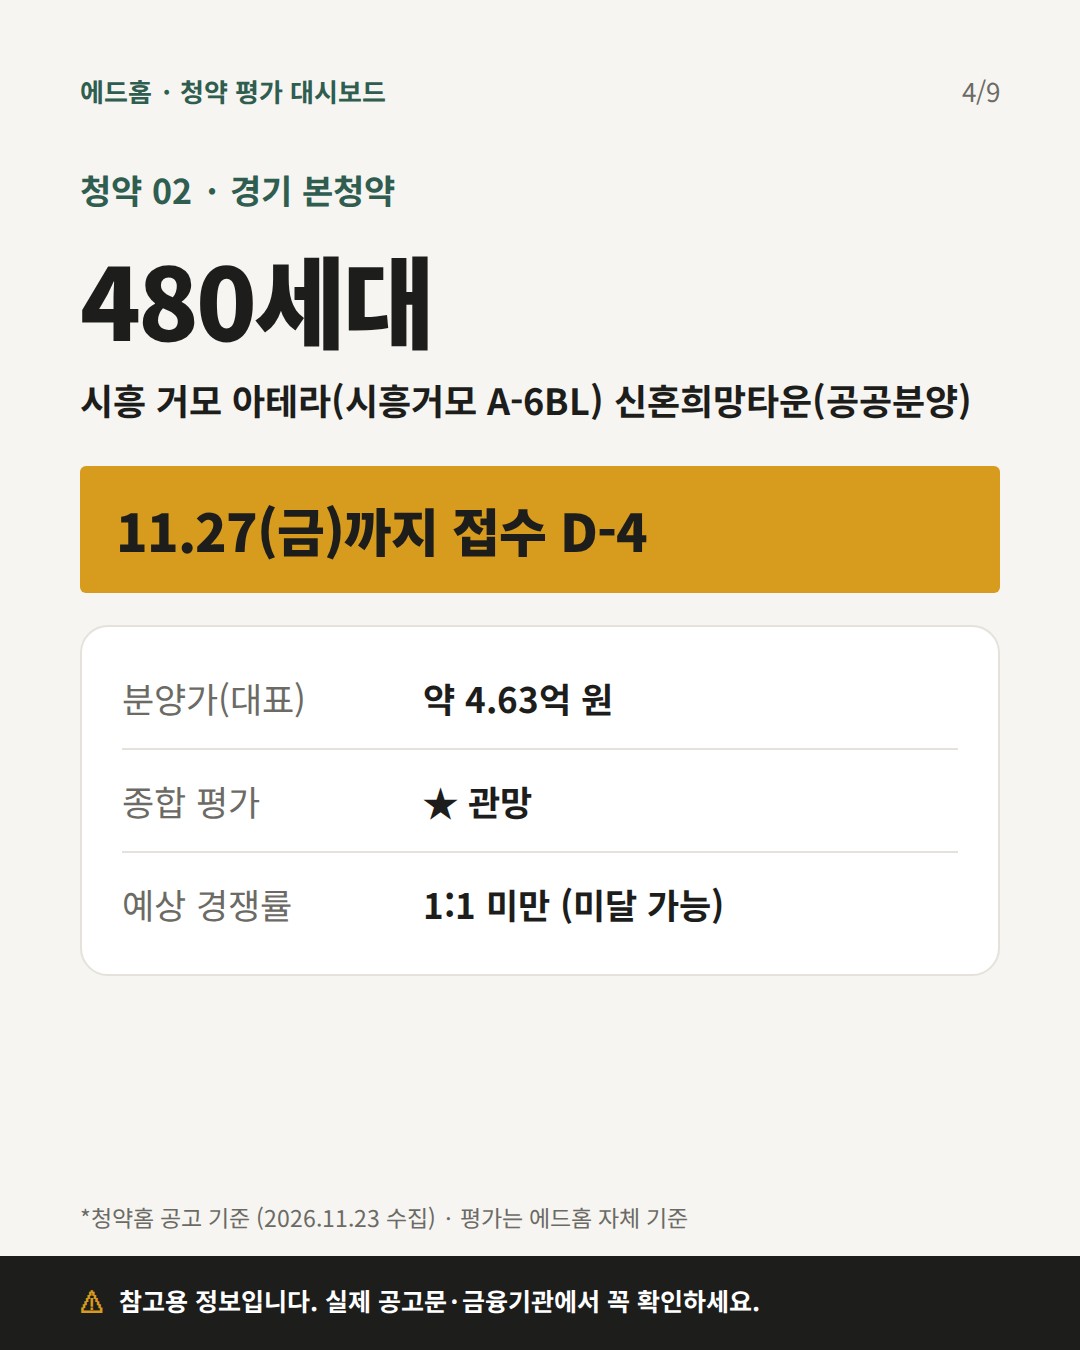 에드홈 · 청약 평가 대시보드
4/9
청약 02 · 경기 본청약
480세대
시흥 거모 아테라(시흥거모 A-6BL) 신혼희망타운(공공분양)
11.27(금)까지 접수 D-4
분양가(대표) 약 4.63억 원
종합 평가 ★ 관망
예상 경쟁률 1:1 미만 (미달 가능)
*청약홈 공고 기준 (2026.11.23 수집) · 평가는 에드홈 자체 기준
⚠ 참고용 정보입니다. 실제 공고문·금융기관에서 꼭 확인하세요.